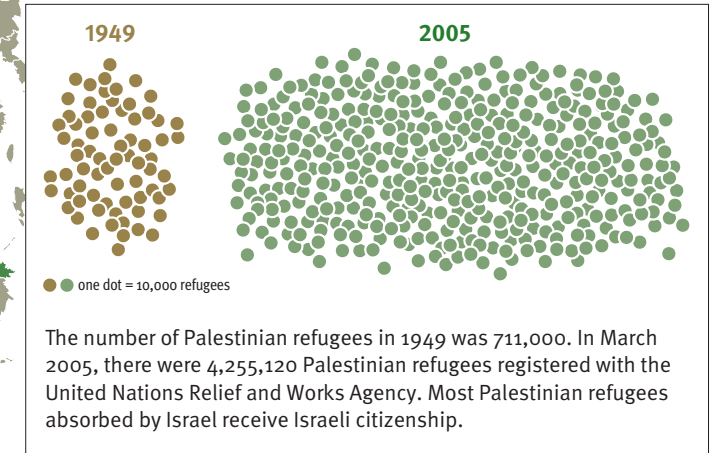 1949
2005
one dot = 10,000 refugees
The number of Palestinian refugees in 1949 was 711,000. In March
2005, there were 4,255,120 Palestinian refugees registered with the
United Nations Relief and Works Agency. Most Palestinian refugees
absorbed by Israel receive Israeli citizenship.